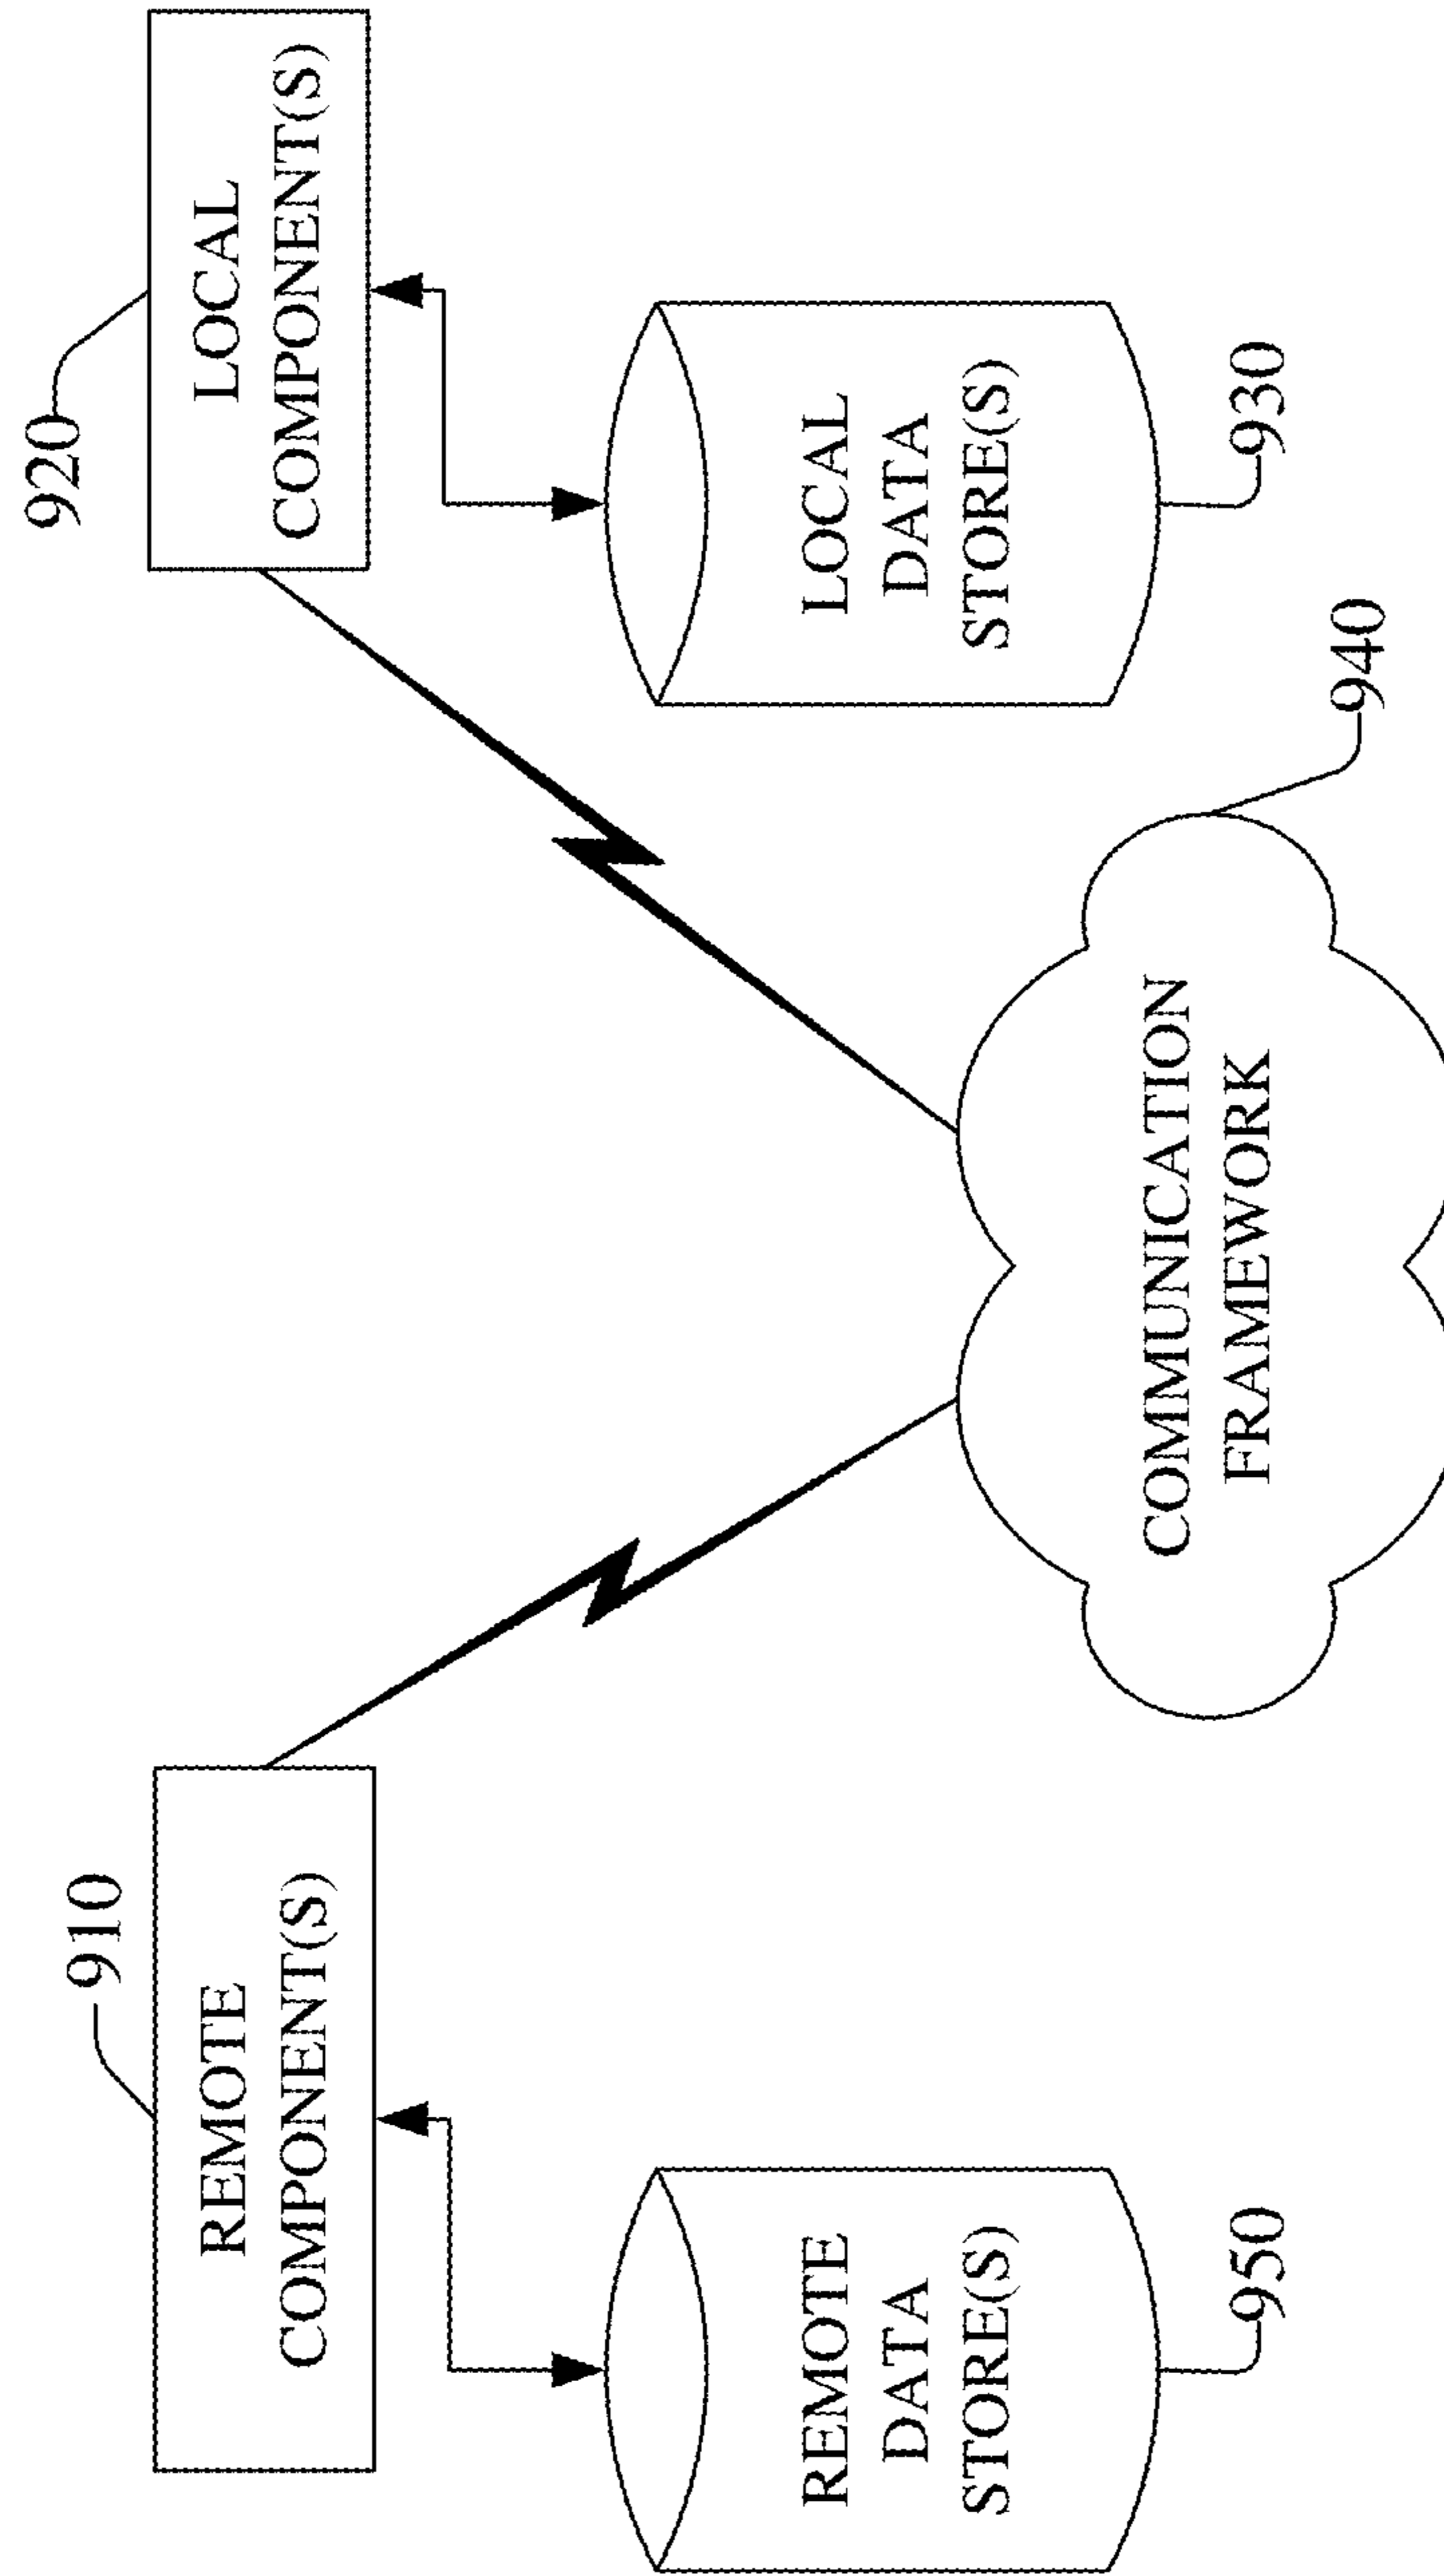 910
REMOTE
COMPONENT(S)
920
LOCAL
COMPONENT(S)
REMOTE
DATA
STORE(S)
950
LOCAL
DATA
STORE(S)
930
940
COMMUNICATION
FRAMEWORK